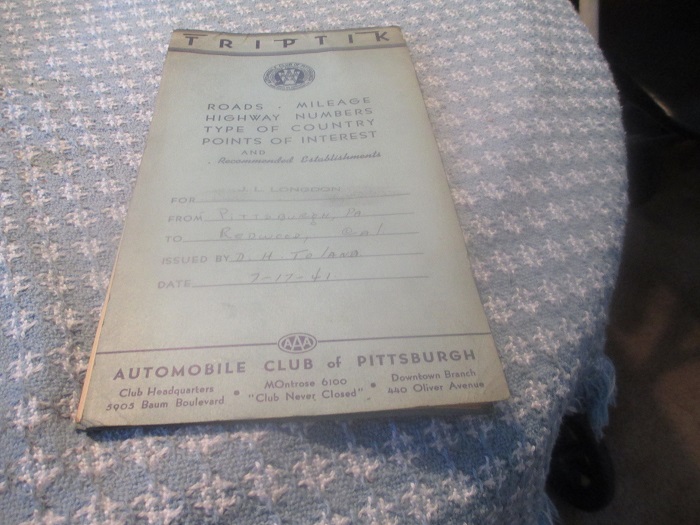 TRIPTIK
ROADS . MILEAGE
HIGHWAY NUMBERS
TYPE OF COUNTRY
POINTS OF INTEREST
AND
. Recommended Establishments
FOR J. L.
FROM PITTSBURGH, PA
TO REDWOOD, Cal
ISSUED BY D. H. TOLAND
DATE 7-17-41
AAA
AUTOMOBILE CLUB of PITTSBURGH
Club Headquarters • MOntrose 6100 • Downtown Branch
5905 Baum Boulevard "Club Never Closed" 440 Oliver Avenue